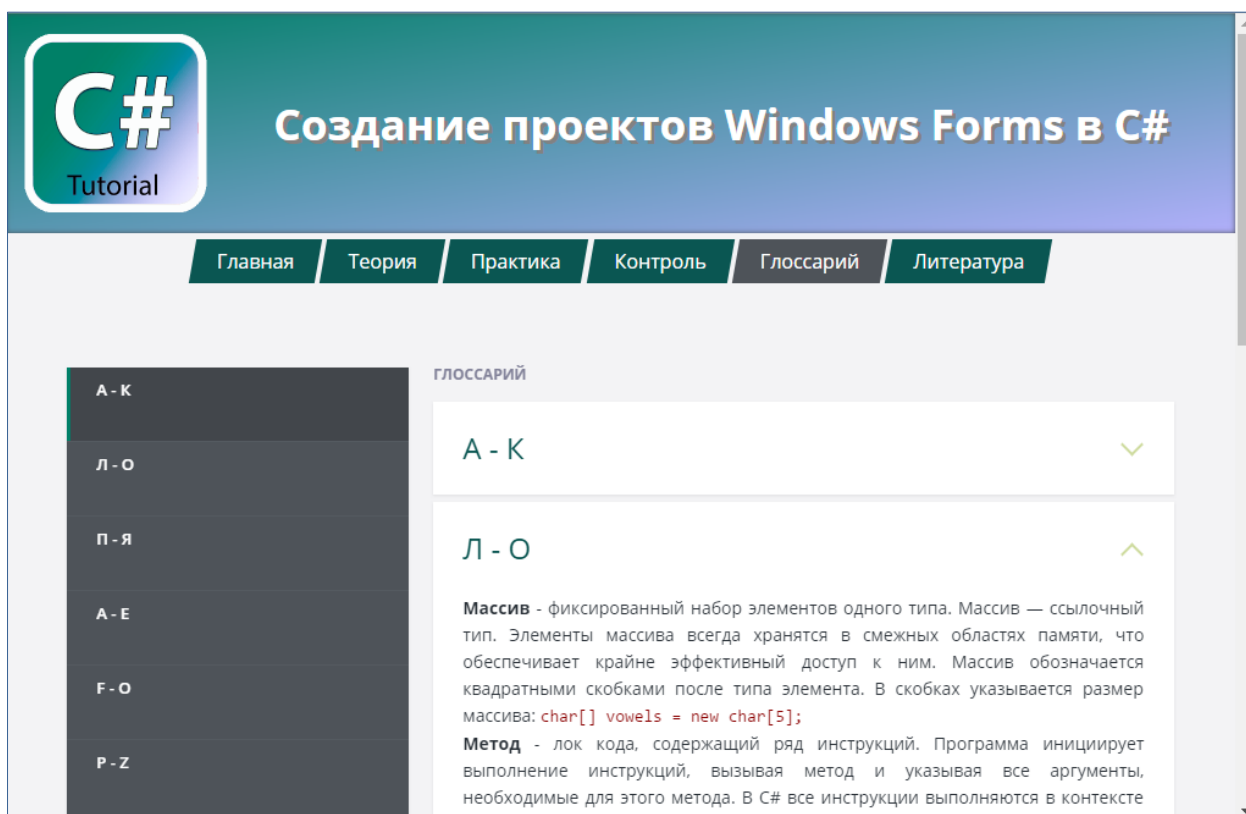 C#
Tutorial
Создание проектов Windows Forms в C#
Главная
Теория
Практика
Контроль
Глоссарий
Литература
А - К
Л - О
П - Я
A - E
F - O
P - Z
ГЛОССАРИЙ
А - К
Л - О
Массив - фиксированный набор элементов одного типа. Массив — ссылочный
тип. Элементы массива всегда хранятся в смежных областях памяти, что
обеспечивает крайне эффективный доступ к ним. Массив обозначается
квадратными скобками после типа элемента. В скобках указывается размер
массива: char[] vowels = new char[5];
Метод - лок кода, содержащий ряд инструкций. Программа инициирует
выполнение инструкций, вызывая метод и указывая все аргументы,
необходимые для этого метода. В C# все инструкции выполняются в контексте